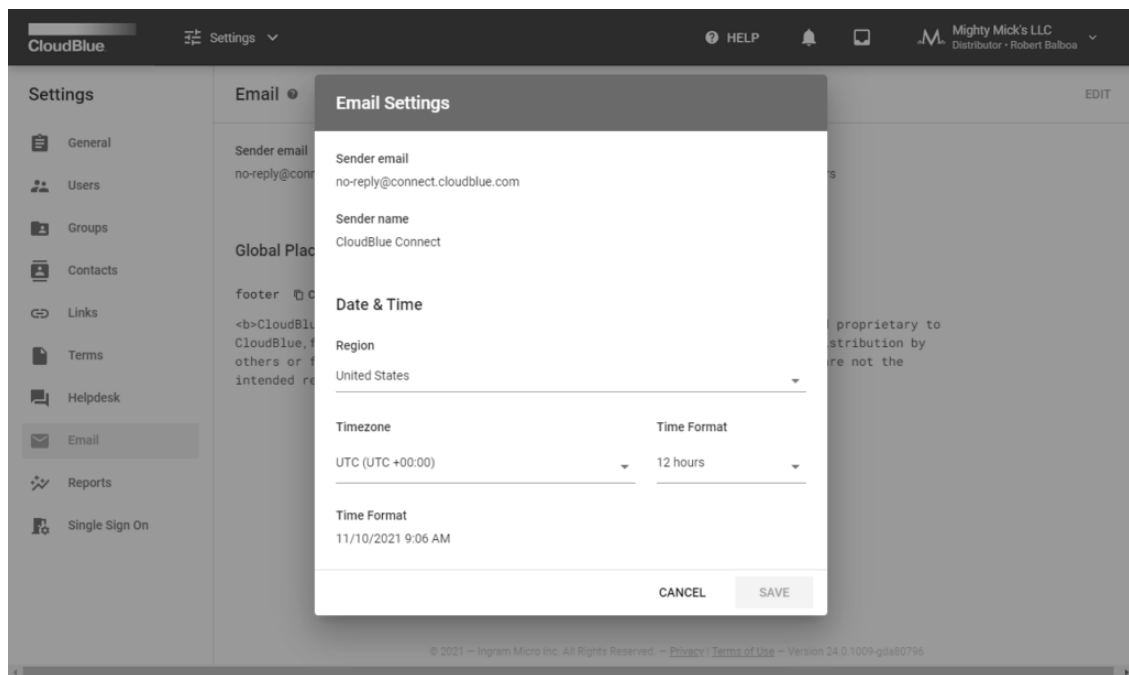 CloudBlue
Settings
HELP
Mighty Mick's LLC
Distributor • Robert Balboa
Settings
General
Users
Groups
Contacts
Links
Terms
Helpdesk
Email
Reports
Single Sign On
Email
EDIT
Sender email
no-reply@conn
rs
Global Plac
footer C
<b>CloudBlu proprietary to
CloudBlue,f stribution by
others or f re not the
intended re
Email Settings
Sender email
no-reply@connect.cloudblue.com
Sender name
CloudBlue Connect
Date & Time
Region
United States
Timezone
Time Format
UTC (UTC +00:00)
12 hours
Time Format
11/10/2021 9:06 AM
CANCEL
SAVE
© 2021 — Ingram Micro Inc. All Rights Reserved. — Privacy | Terms of Use — Version 24.0.1009-gda80796